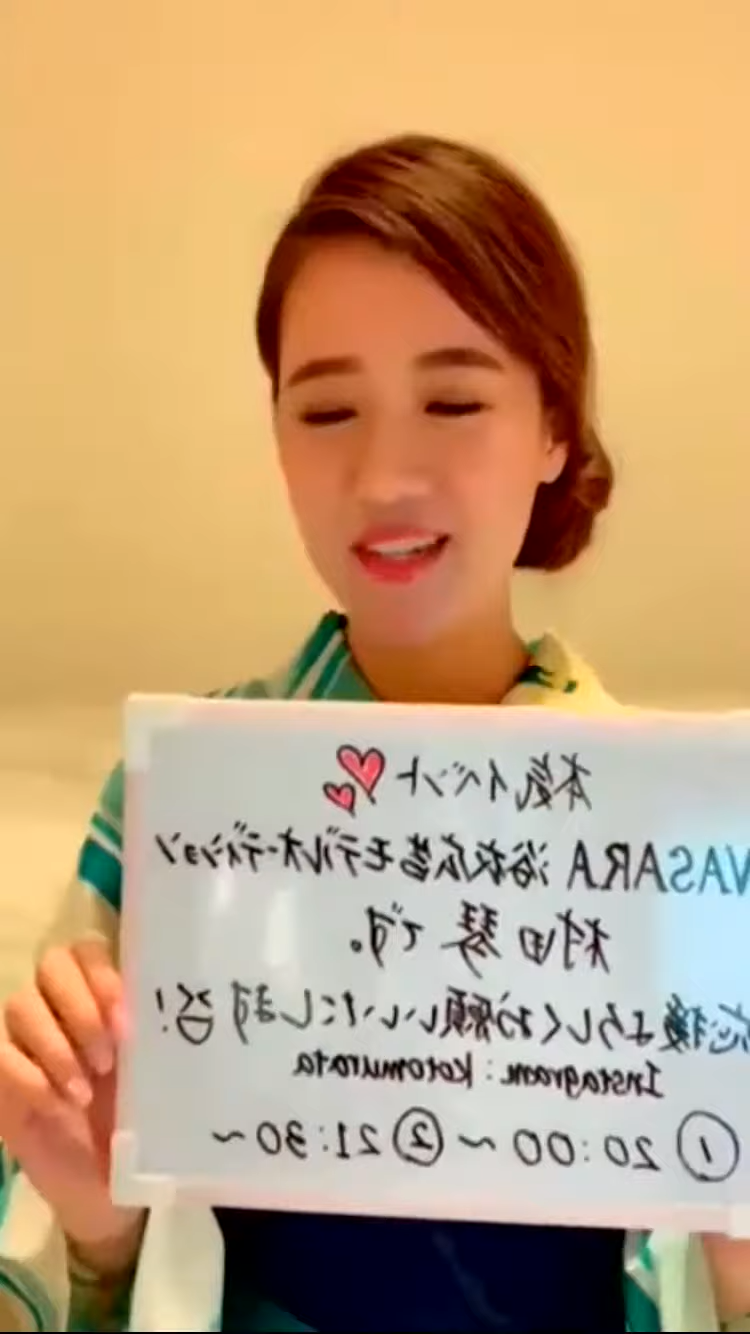 本気イベント
VASARA 浴衣広告モデルオーディション
村田 琴です。
応援よろしくお願いいたします!
Instagram: kotomurata
① 20:00〜 ② 21:30〜